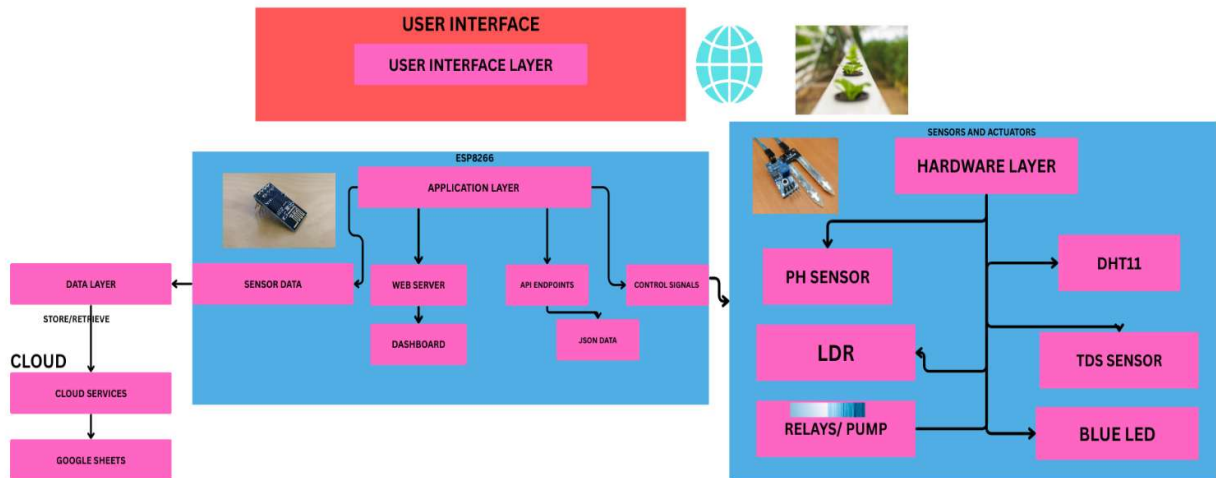 USER INTERFACE
USER INTERFACE LAYER
ESP8266
APPLICATION LAYER
SENSOR DATA
WEB SERVER
API ENDPOINTS
CONTROL SIGNALS
DASHBOARD
JSON DATA
DATA LAYER
STORE/RETRIEVE
CLOUD
CLOUD SERVICES
GOOGLE SHEETS
SENSORS AND ACTUATORS
HARDWARE LAYER
PH SENSOR
DHT11
LDR
TDS SENSOR
RELAYS/ PUMP
BLUE LED